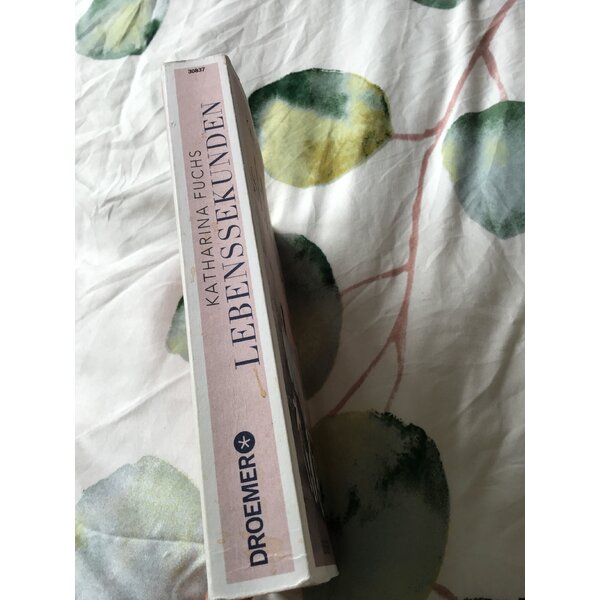 30837
KATHARINA FUCHS
LEBENSSEKUNDEN
DROEMER